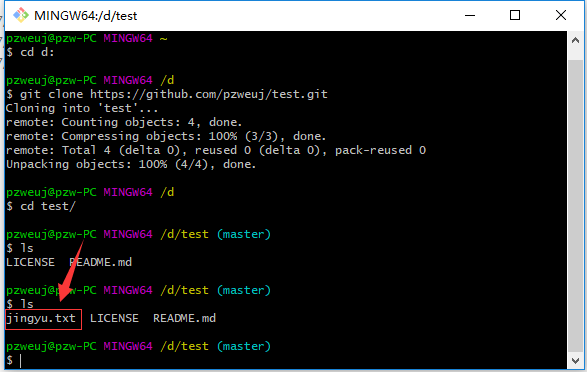 MINGW64:/d/test
pzweuj@pzw-PC MINGW64 ~
$ cd d:
pzweuj@pzw-PC MINGW64 /d
$ git clone https://github.com/pzweuj/test.git
Cloning into 'test'...
remote: Counting objects: 4, done.
remote: Compressing objects: 100% (3/3), done.
remote: Total 4 (delta 0), reused 0 (delta 0), pack-reused 0
Unpacking objects: 100% (4/4), done.
pzweuj@pzw-PC MINGW64 /d
$ cd test/
pzweuj@pzw-PC MINGW64 /d/test (master)
$ ls
LICENSE  README.md
pzweuj@pzw-PC MINGW64 /d/test (master)
$ ls
jingyu.txt  LICENSE  README.md
pzweuj@pzw-PC MINGW64 /d/test (master)
$